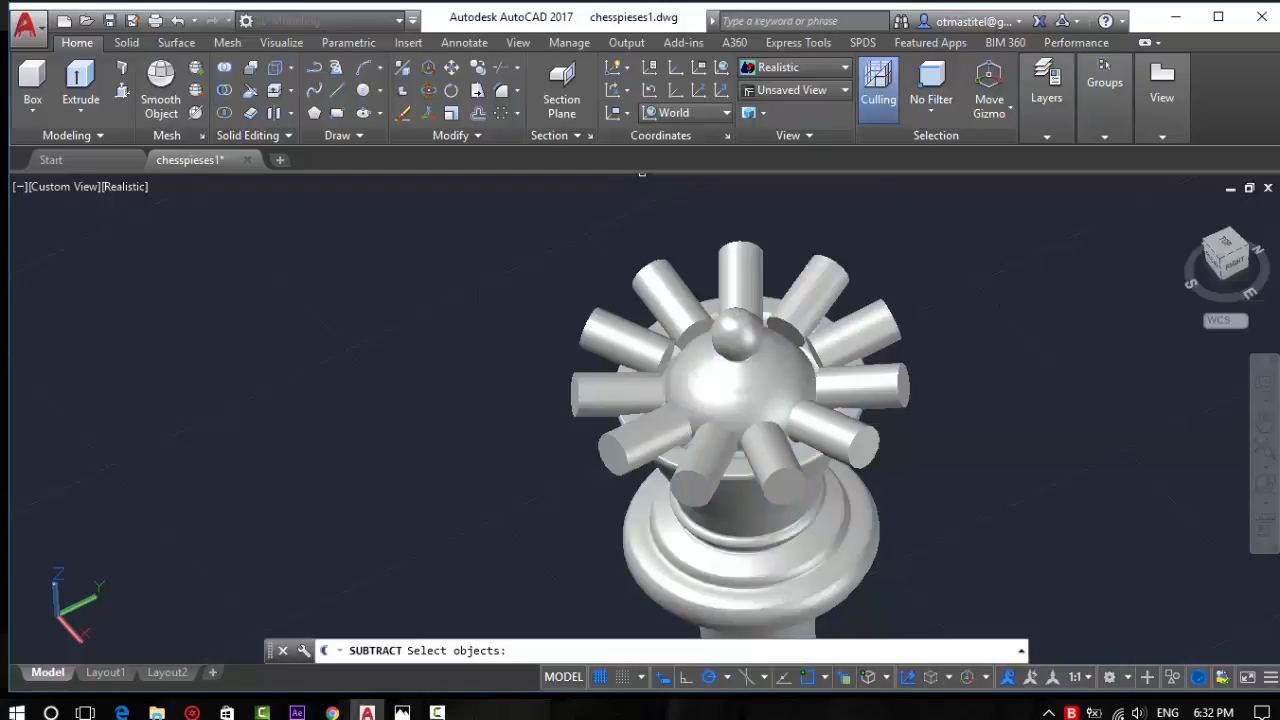 Autodesk AutoCAD 2017 chesspieses1.dwg
Type a keyword or phrase
otmastitel@g...
Home Solid Surface Mesh Visualize Parametric Insert Annotate View Manage Output Add-ins A360 Express Tools SPDS Featured Apps BIM 360 Performance
Realistic
Unsaved View
World
Box
Extrude
Smooth Object
Section Plane
Culling
No Filter
Move Gizmo
Layers
Groups
View
Modeling
Mesh
Solid Editing
Draw
Modify
Section
Coordinates
View
Selection
Start
chesspieses1*
[−][Custom View][Realistic]
TOP
RIGHT
N
S
E
WCS
Z
Y
X
SUBTRACT Select objects:
Model Layout1 Layout2
MODEL
1:1
ENG 6:32 PM